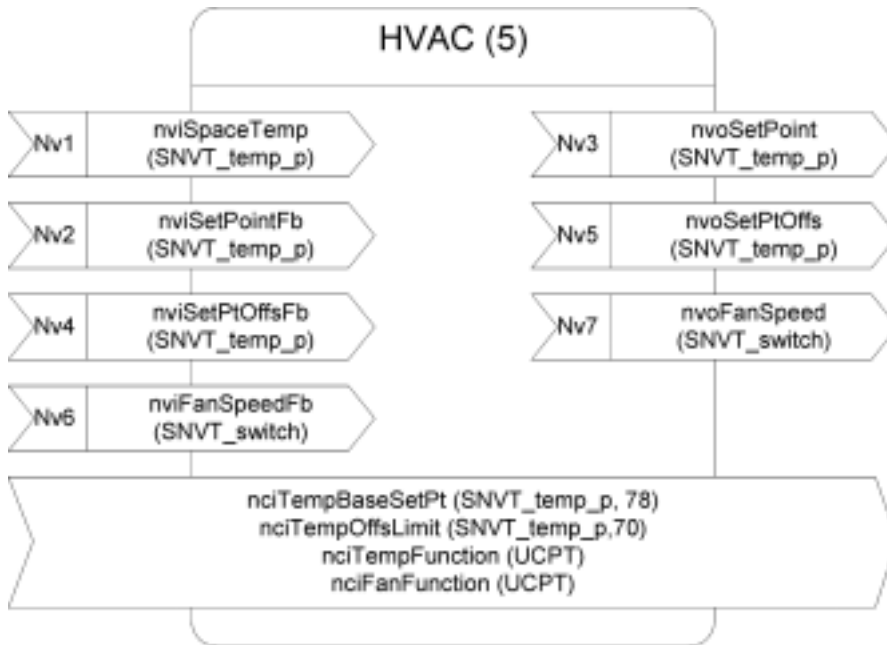 HVAC (5)
Nv1
nviSpaceTemp
(SNVT_temp_p)
Nv3
nvoSetPoint
(SNVT_temp_p)
Nv2
nviSetPointFb
(SNVT_temp_p)
Nv5
nvoSetPtOffs
(SNVT_temp_p)
Nv4
nviSetPtOffsFb
(SNVT_temp_p)
Nv7
nvoFanSpeed
(SNVT_switch)
Nv6
nviFanSpeedFb
(SNVT_switch)
nciTempBaseSetPt (SNVT_temp_p, 78)
nciTempOffsLimit (SNVT_temp_p,70)
nciTempFunction (UCPT)
nciFanFunction (UCPT)